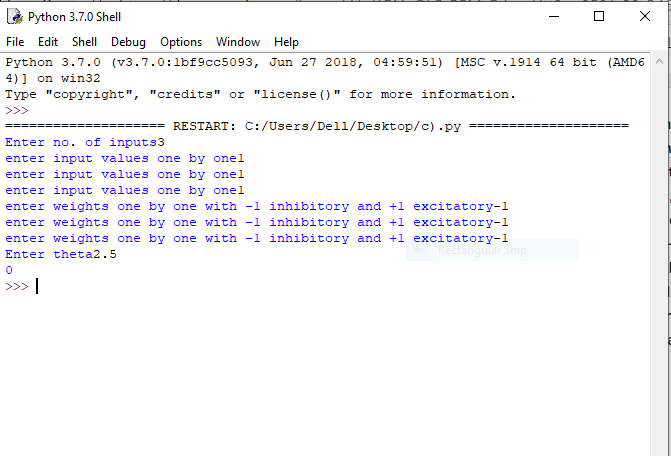 Python 3.7.0 Shell
File Edit Shell Debug Options Window Help
Python 3.7.0 (v3.7.0:1bf9cc5093, Jun 27 2018, 04:59:51) [MSC v.1914 64 bit (AMD6
4)] on win32
Type "copyright", "credits" or "license()" for more information.
>>>
==================== RESTART: C:/Users/Dell/Desktop/c).py ====================
Enter no. of inputs3
enter input values one by one1
enter input values one by one1
enter input values one by one1
enter weights one by one with -1 inhibitory and +1 excitatory-1
enter weights one by one with -1 inhibitory and +1 excitatory-1
enter weights one by one with -1 inhibitory and +1 excitatory-1
Rectangular Snip
Enter theta2.5
0
>>>